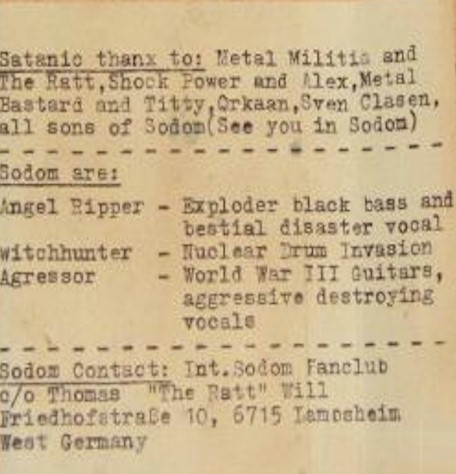 Satanic thanx to: Metal Militia and
The Ratt,Shock Power and Alex,Metal
Bastard and Titty,Orkaan,Sven Clasen,
all sons of Sodom(See you in Sodom)
Sodom are:
Angel Ripper - Exploder black bass and
bestial disaster vocal
witchhunter - Nuclear Drum Invasion
Agressor - World War III Guitars,
aggressive destroying
vocals
Sodom Contact: Int.Sodom Fanclub
c/o Thomas "The Ratt" Will
Friedhofstraße 10, 6715 Lambsheim
West Germany